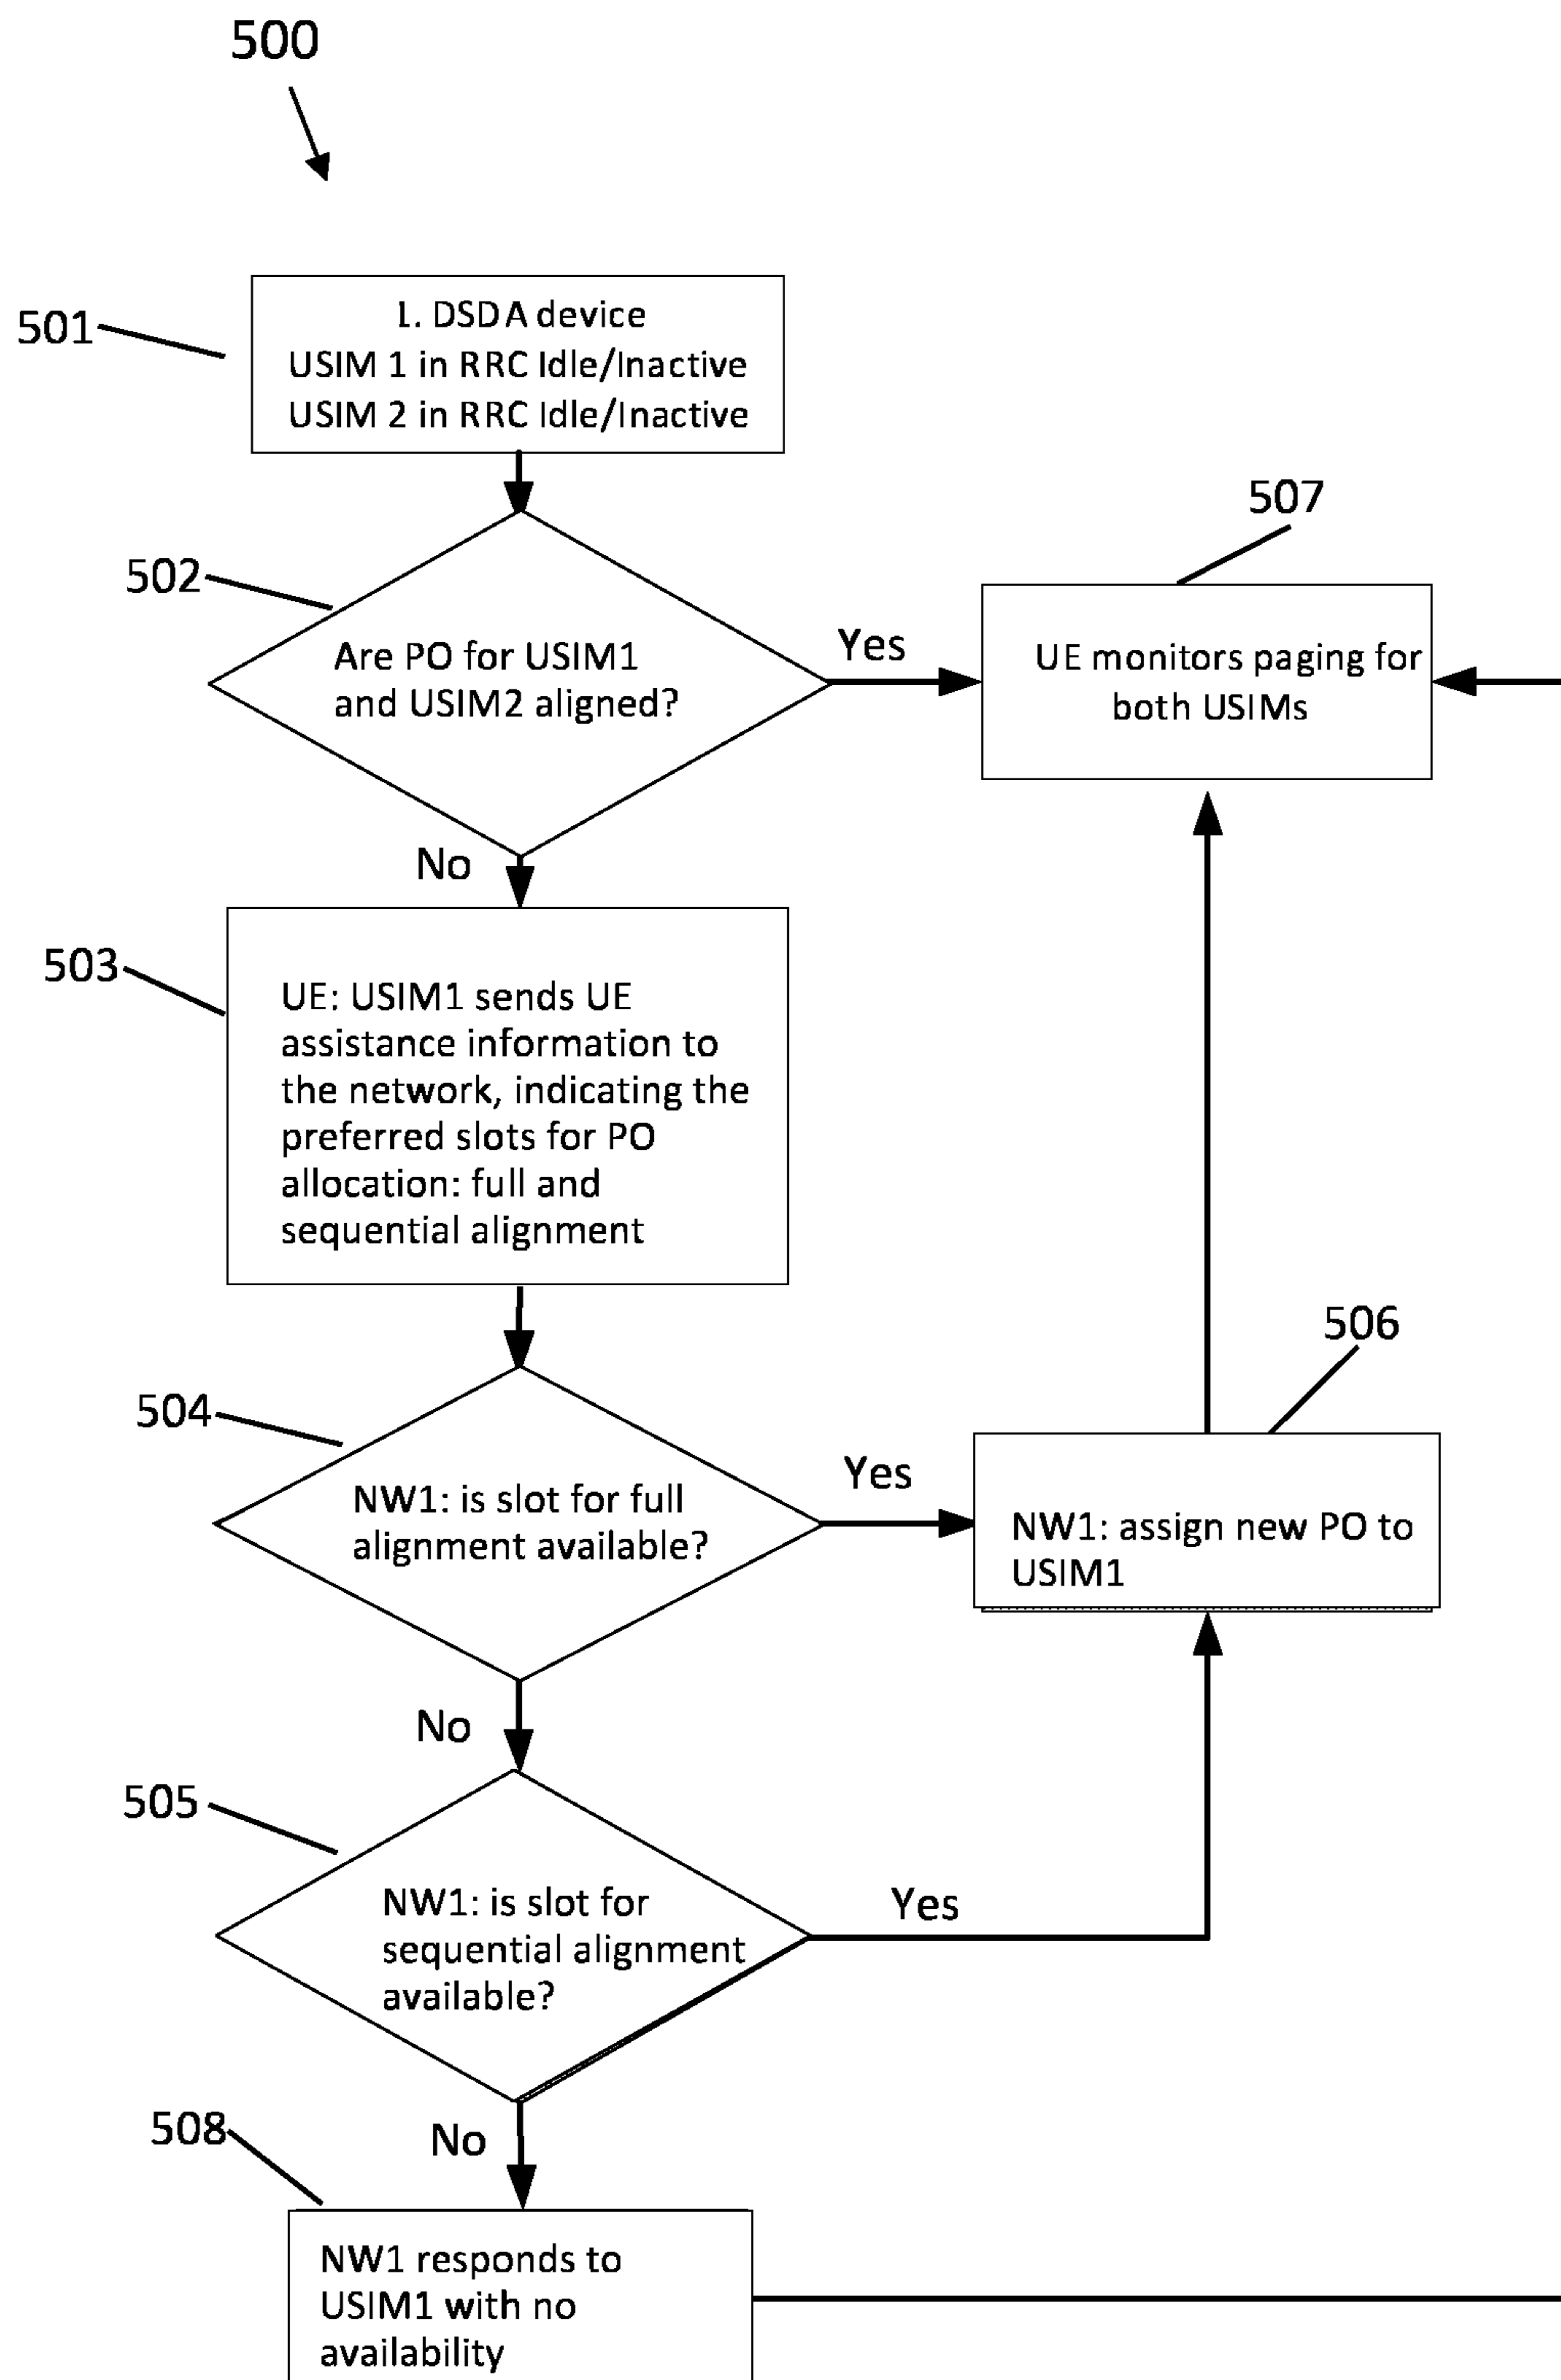 500
501
1. DSDA device
USIM 1 in RRC Idle/Inactive
USIM 2 in RRC Idle/Inactive
502
Are PO for USIM1
and USIM2 aligned?
Yes
507
UE monitors paging for
both USIMs
No
503
UE: USIM1 sends UE
assistance information to
the network, indicating the
preferred slots for PO
allocation: full and
sequential alignment
504
NW1: is slot for full
alignment available?
Yes
506
NW1: assign new PO to
USIM1
No
505
NW1: is slot for
sequential alignment
available?
Yes
No
508
NW1 responds to
USIM1 with no
availability